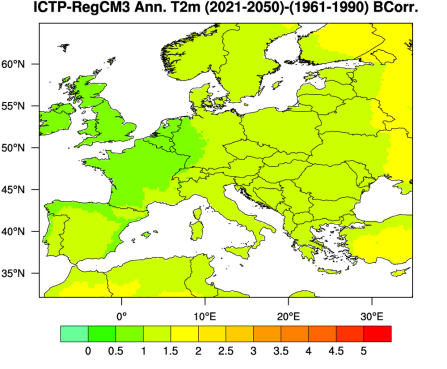 ICTP-RegCM3 Ann. T2m (2021-2050)-(1961-1990) BCorr.
60°N
55°N
50°N
45°N
40°N
35°N
0° 10°E 20°E 30°E
0 0.5 1 1.5 2 2.5 3 3.5 4 4.5 5